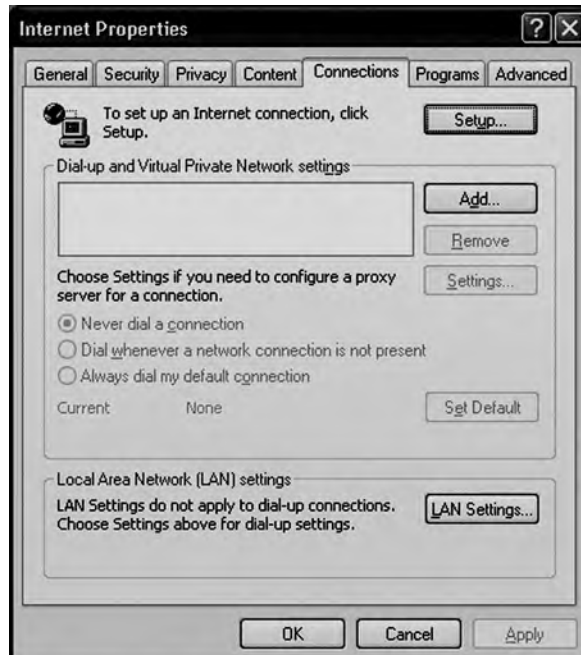 Internet Properties
? X
General Security Privacy Content Connections Programs Advanced
To set up an Internet connection, click
Setup.
Setup...
Dial-up and Virtual Private Network settings
Add...
Remove
Choose Settings if you need to configure a proxy
server for a connection.
Settings...
Never dial a connection
Dial whenever a network connection is not present
Always dial my default connection
Current None
Set Default
Local Area Network (LAN) settings
LAN Settings do not apply to dial-up connections.
Choose Settings above for dial-up settings.
LAN Settings...
OK Cancel Apply